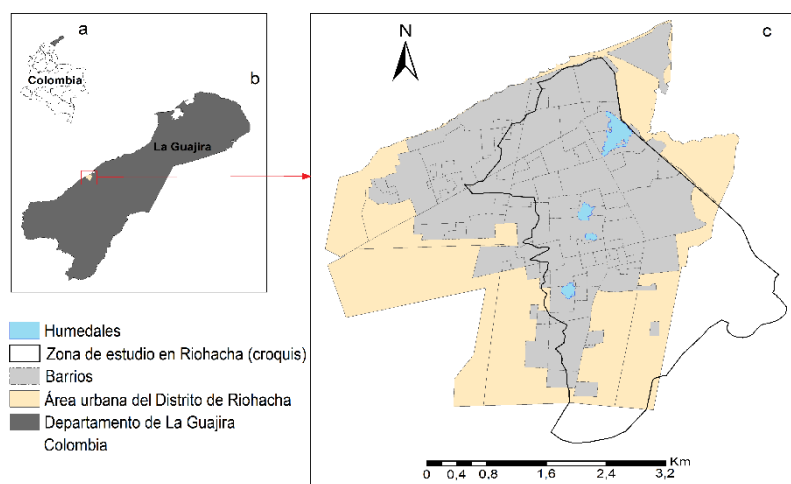 a
Colombia
b
La Guajira
N
c
Humedales
Zona de estudio en Riohacha (croquis)
Barrios
Área urbana del Distrito de Riohacha
Departamento de La Guajira
Colombia
Km
0 0,4 0,8 1,6 2,4 3,2